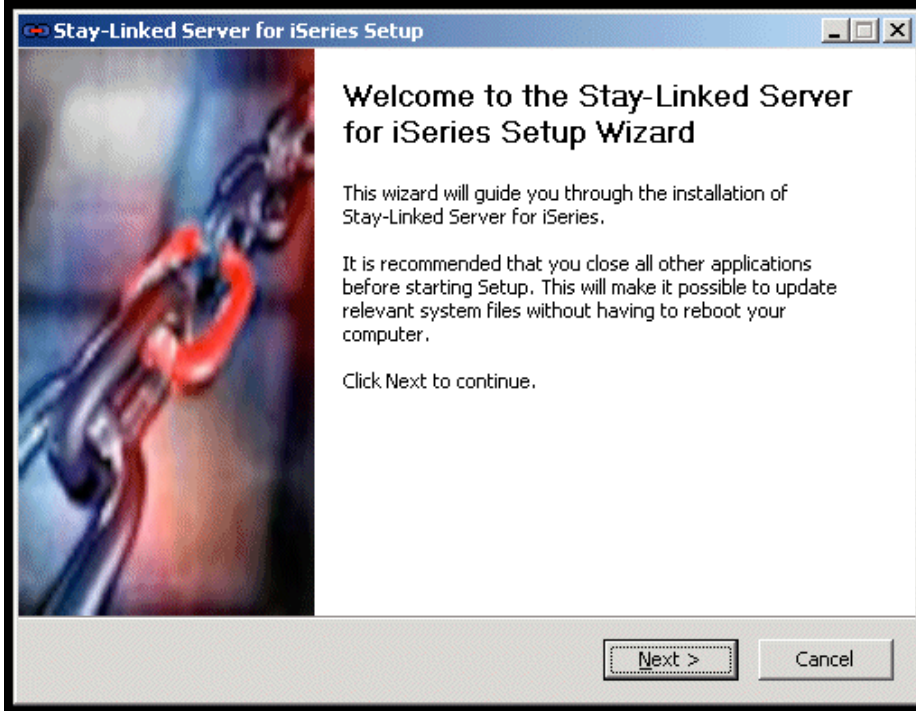 Stay-Linked Server for iSeries Setup
Welcome to the Stay-Linked Server
for iSeries Setup Wizard
This wizard will guide you through the installation of
Stay-Linked Server for iSeries.
It is recommended that you close all other applications
before starting Setup. This will make it possible to update
relevant system files without having to reboot your
computer.
Click Next to continue.
Next >
Cancel